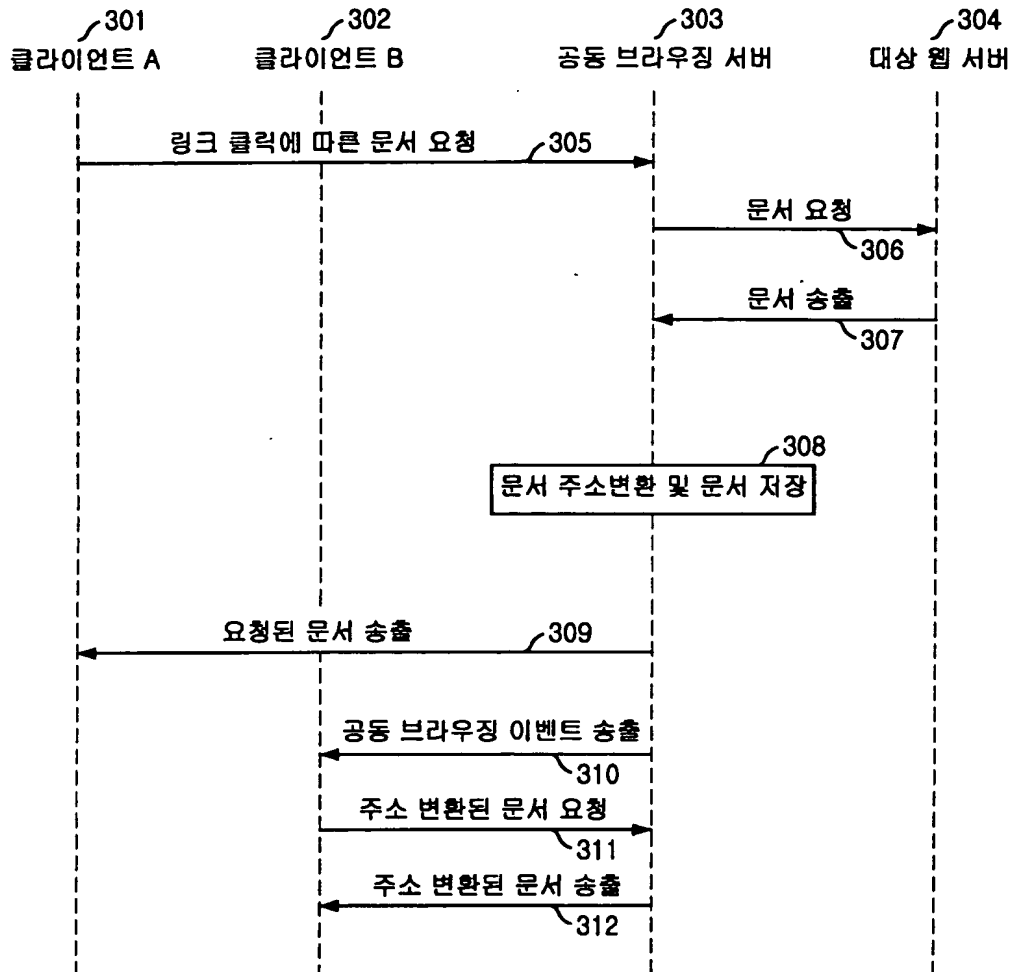 301
302
303
304
클라이언트 A
클라이언트 B
공동 브라우징 서버
대상 웹 서버
링크 클릭에 따른 문서 요청
305
문서 요청
306
문서 송출
307
308
문서 주소변환 및 문서 저장
요청된 문서 송출
309
공동 브라우징 이벤트 송출
310
주소 변환된 문서 요청
311
주소 변환된 문서 송출
312